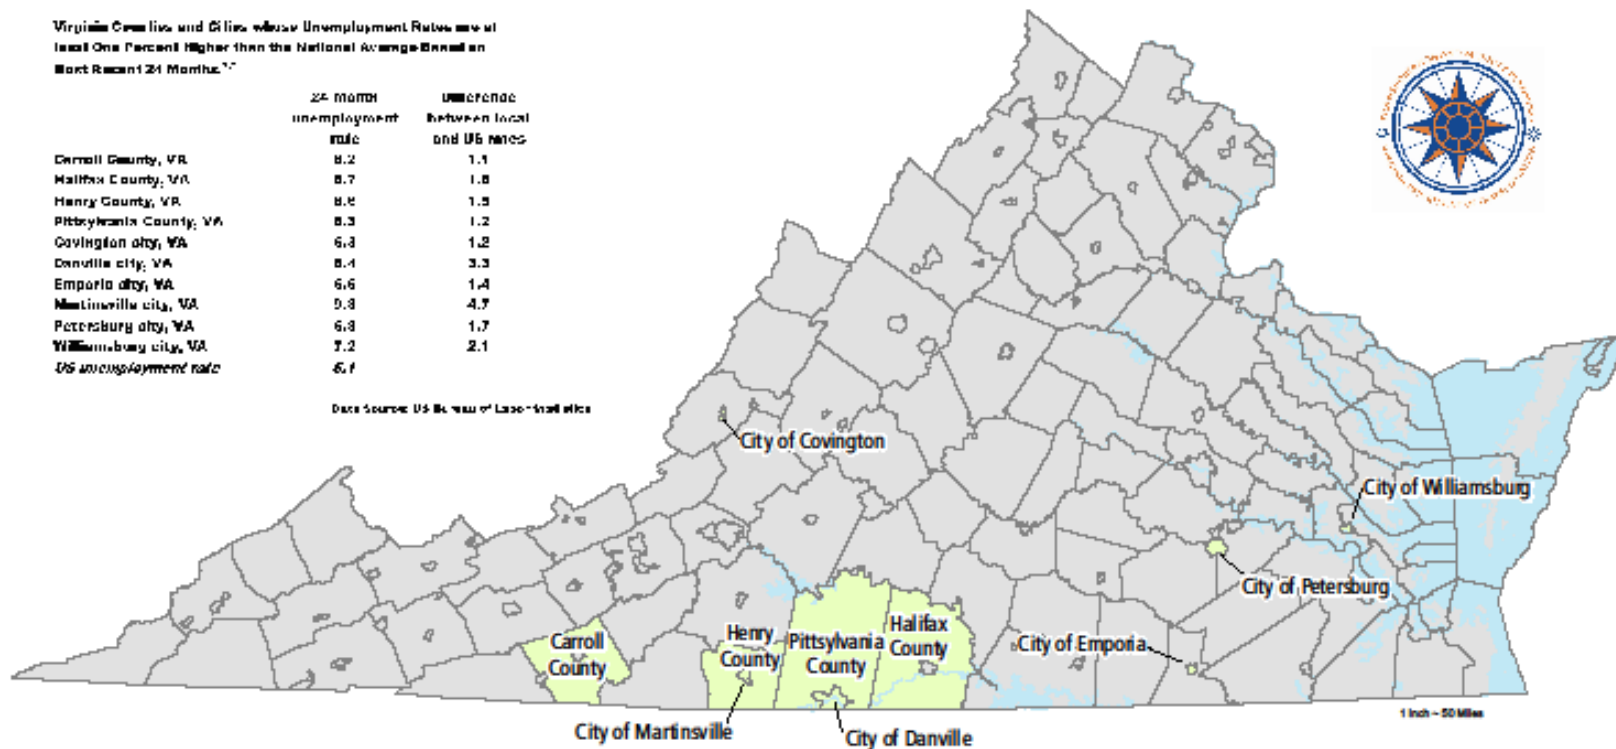 Virginia Counties and Cities whose Unemployment Rates are at
least One Percent Higher than the National Average Based on
Most Recent 24 Months.
24 month unemployment rate
Difference between local and US rates
Carroll County, VA 6.2 1.1
Halifax County, VA 6.7 1.6
Henry County, VA 6.6 1.5
Pittsylvania County, VA 6.3 1.2
Covington city, VA 6.3 1.2
Danville city, VA 8.4 3.3
Emporia city, VA 6.6 1.4
Martinsville city, VA 9.8 4.7
Petersburg city, VA 6.8 1.7
Williamsburg city, VA 7.2 2.1
US unemployment rate 5.1
Data Source: US Bureau of Labor Statistics
City of Covington
City of Williamsburg
City of Petersburg
Carroll
County
Henry
County
Pittsylvania
County
Halifax
County
City of Emporia
City of Martinsville
City of Danville
1 Inch = 50 Miles